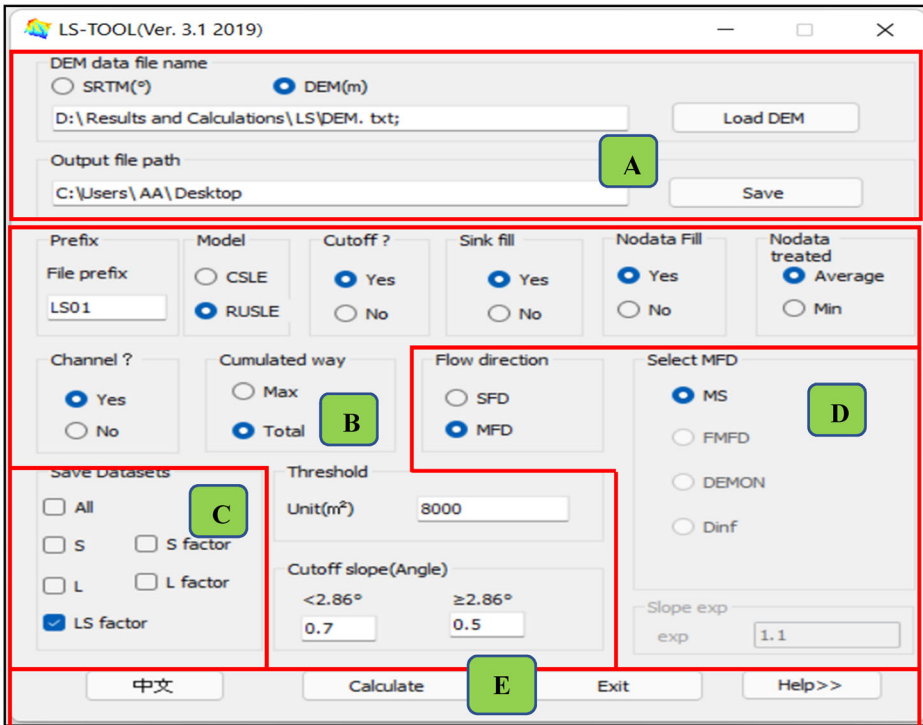 LS-TOOL(Ver. 3.1 2019)
DEM data file name
SRTM(°) DEM(m)
D:\Results and Calculations\LS\DEM. txt; Load DEM
A
Output file path
C:\Users\ AA\Desktop Save
Prefix Model Cutoff ? Sink fill Nodata Fill Nodata treated
File prefix CSLE Yes Yes Yes Average
LS01 RUSLE No No No Min
Channel ? Cumulated way Flow direction Select MFD
Yes Max SFD MS
No Total B MFD FMFD D
DEMON
Dinf
Save Datasets Threshold
All C Unit(m²) 8000
S S factor
L L factor Cutoff slope(Angle)
LS factor <2.86° ≥2.86°
0.7 0.5
Slope exp
exp 1.1
中文 Calculate E Exit Help>>